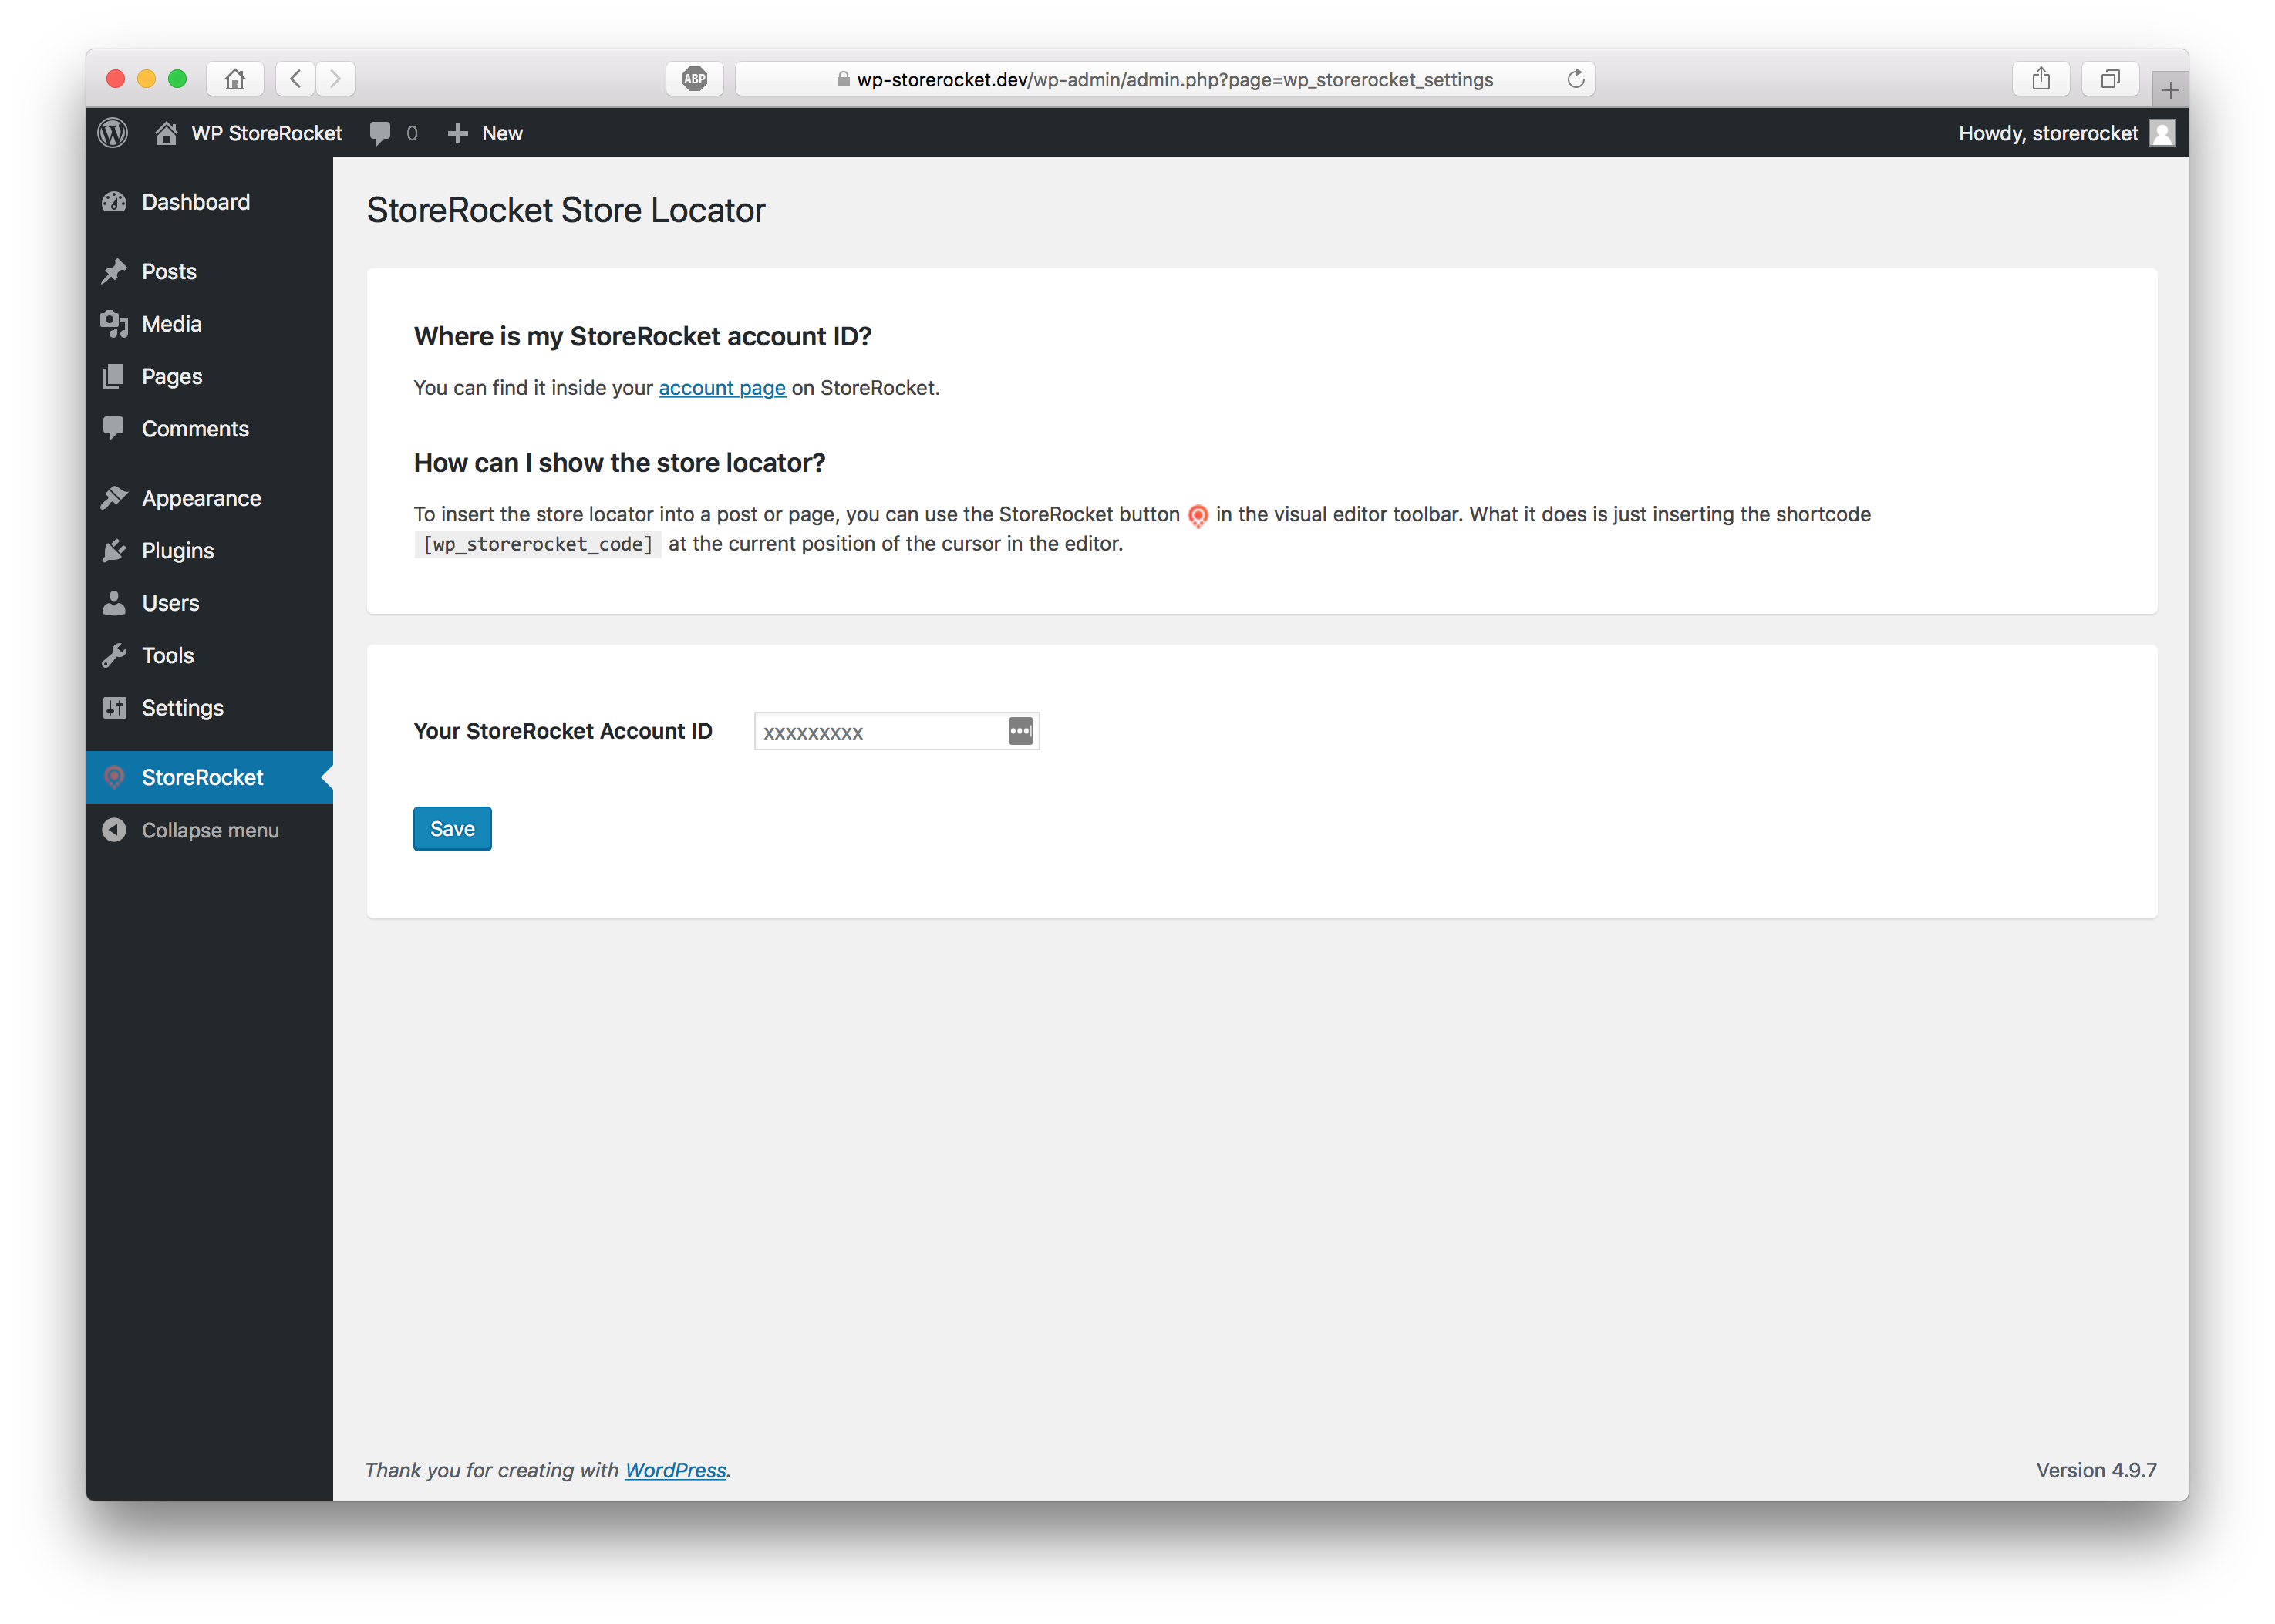 ABP
wp-storerocket.dev/wp-admin/admin.php?page=wp_storerocket_settings
WP StoreRocket
0
New
Howdy, storerocket
Dashboard
Posts
Media
Pages
Comments
Appearance
Plugins
Users
Tools
Settings
StoreRocket
Collapse menu
StoreRocket Store Locator
Where is my StoreRocket account ID?
You can find it inside your account page on StoreRocket.
How can I show the store locator?
To insert the store locator into a post or page, you can use the StoreRocket button in the visual editor toolbar. What it does is just inserting the shortcode
[wp_storerocket_code] at the current position of the cursor in the editor.
Your StoreRocket Account ID
xxxxxxxxx
Save
Thank you for creating with WordPress.
Version 4.9.7